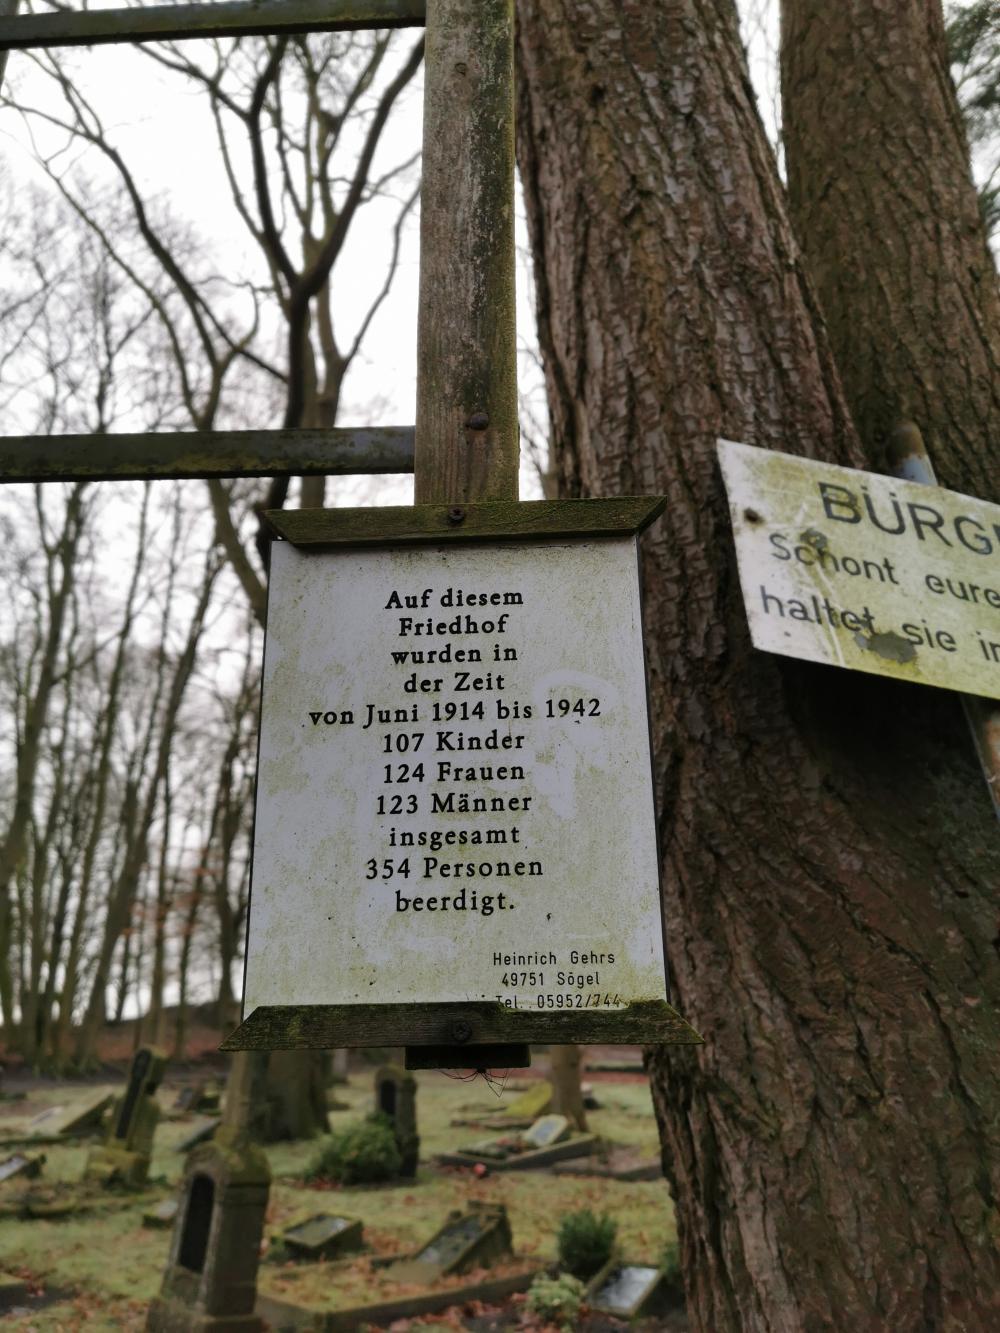 Auf diesem
Friedhof
wurden in
der Zeit
von Juni 1914 bis 1942
107 Kinder
124 Frauen
123 Männer
insgesamt
354 Personen
beerdigt.
Heinrich Gehrs
49751 Sögel
Tel. 05952/744
BÜRG
Schont eure
haltet sie